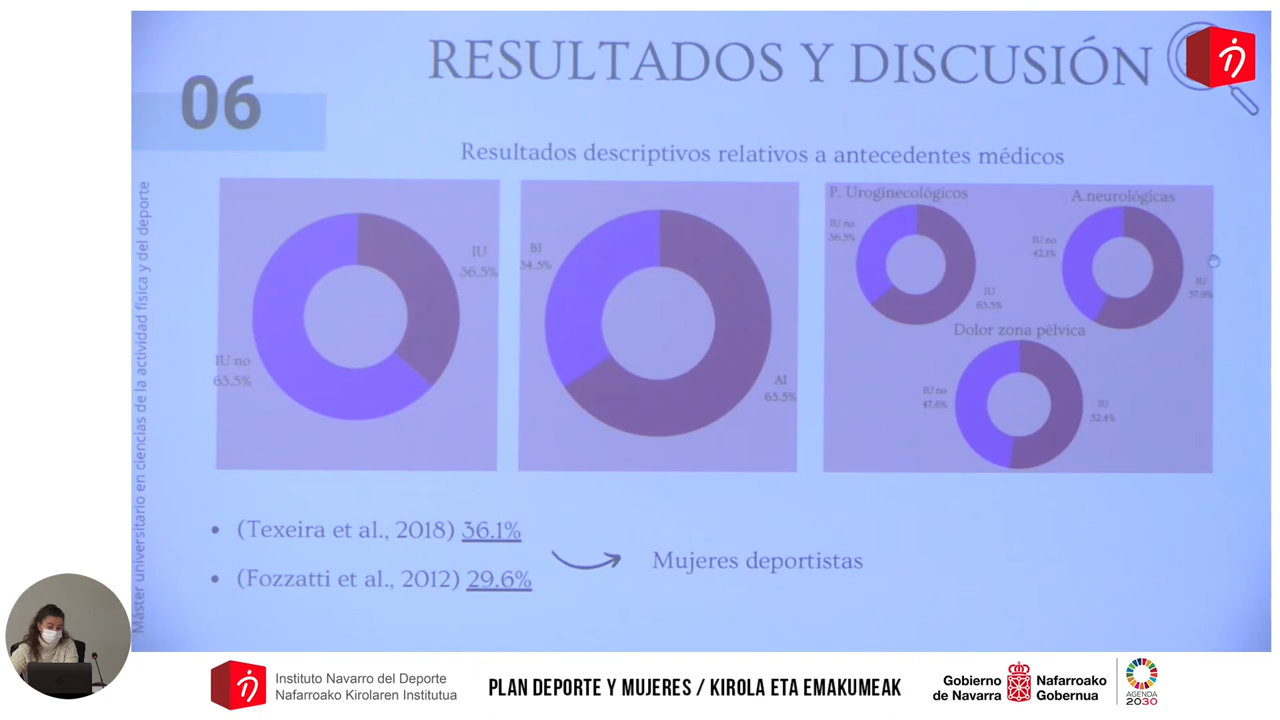 RESULTADOS Y DISCUSIÓN
06
Resultados descriptivos relativos a antecedentes médicos
Máster universitario en ciencias de la actividad física y del deporte
IU
36.5%
IU no
63.5%
BI
34.5%
AI
65.5%
P. Uroginecológicos
IU no
36.5%
IU
63.5%
A.neurológicas
IU no
42.1%
IU
57.9%
Dolor zona pélvica
IU no
47.6%
IU
52.4%
• (Texeira et al., 2018) 36.1%
• (Fozzatti et al., 2012) 29.6%
Mujeres deportistas
Instituto Navarro del Deporte
Nafarroako Kirolaren Institutua
PLAN DEPORTE Y MUJERES / KIROLA ETA EMAKUMEAK
Gobierno
de Navarra
Nafarroako
Gobernua
AGENDA
2030